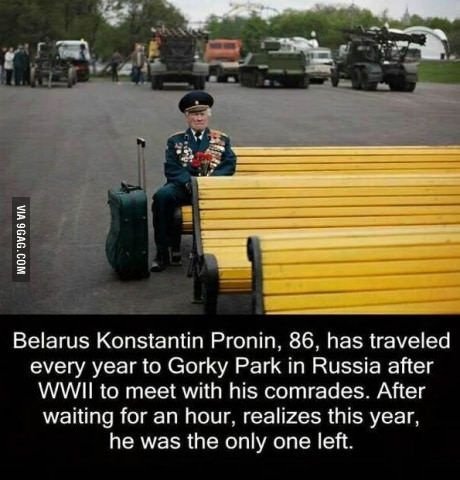 VIA 9GAG.COM
Belarus Konstantin Pronin, 86, has traveled
every year to Gorky Park in Russia after
WWII to meet with his comrades. After
waiting for an hour, realizes this year,
he was the only one left.